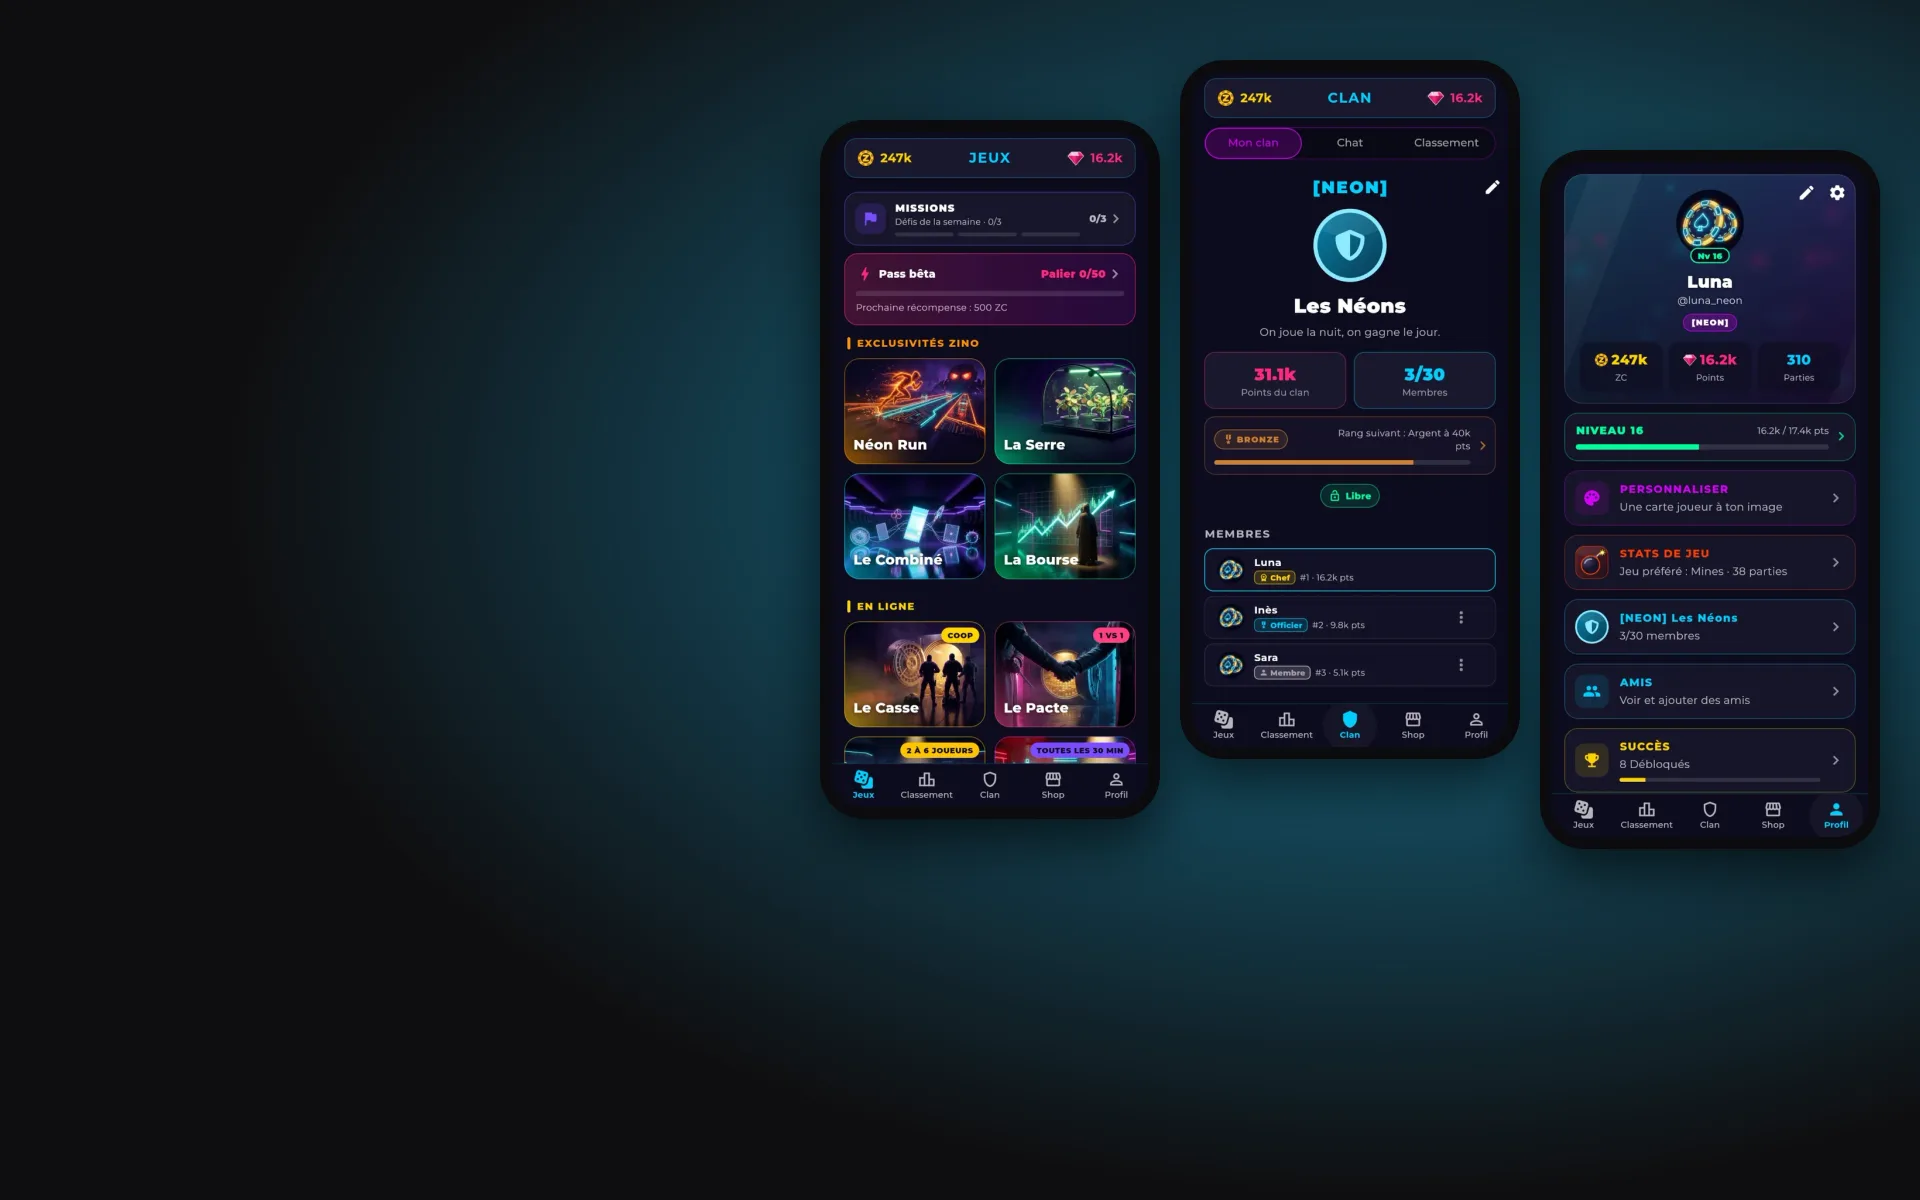 247k
JEUX
16.2k
MISSIONS
Défis de la semaine · 0/3
0/3
Pass bêta
Palier 0/50
Prochaine récompense : 500 ZC
EXCLUSIVITÉS ZINO
Néon Run
La Serre
Le Combiné
La Bourse
EN LIGNE
COOP
Le Casse
1 VS 1
Le Pacte
2 À 6 JOUEURS
TOUTES LES 30 MIN
Jeux
Classement
Clan
Shop
Profil
247k
CLAN
16.2k
Mon clan
Chat
Classement
[NEON]
Les Néons
On joue la nuit, on gagne le jour.
31.1k
Points du clan
3/30
Membres
BRONZE
Rang suivant : Argent à 40k
pts
Libre
MEMBRES
Luna
Chef
#1 · 16.2k pts
Inès
Officier
#2 · 9.8k pts
Sara
Membre
#3 · 5.1k pts
Jeux
Classement
Clan
Shop
Profil
Nv 16
Luna
@luna_neon
[NEON]
247k
ZC
16.2k
Points
310
Parties
NIVEAU 16
16.2k / 17.4k pts
PERSONNALISER
Une carte joueur à ton image
STATS DE JEU
Jeu préféré : Mines · 38 parties
[NEON] Les Néons
3/30 membres
AMIS
Voir et ajouter des amis
SUCCÈS
8 Débloqués
Jeux
Classement
Clan
Shop
Profil